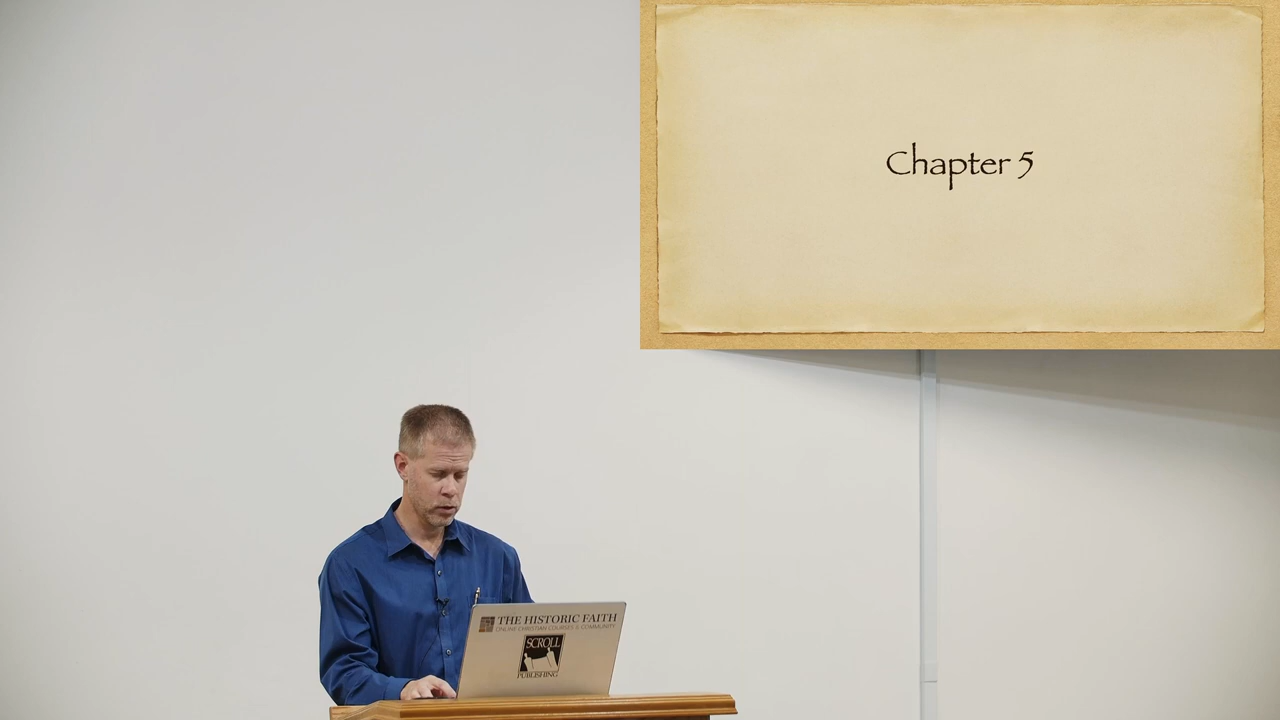 Chapter 5
THE HISTORIC FAITH
ONLINE CHRISTIAN COURSES & COMMUNITY
SCROLL
PUBLISHING